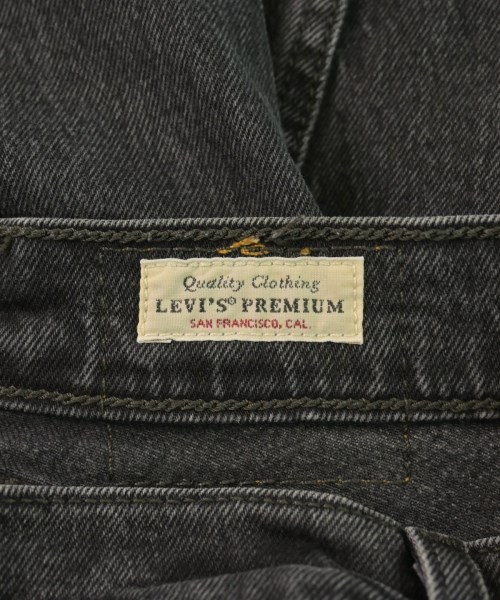 Quality Clothing
LEVI'S® PREMIUM
SAN FRANCISCO, CAL.